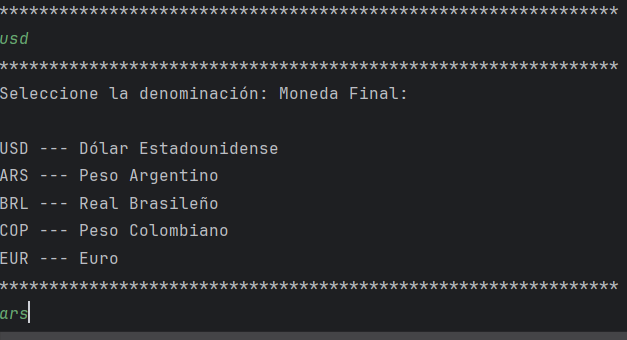 **************************************************************
usd
**************************************************************
Seleccione la denominación: Moneda Final:
USD --- Dólar Estadounidense
ARS --- Peso Argentino
BRL --- Real Brasileño
COP --- Peso Colombiano
EUR --- Euro
**************************************************************
ars